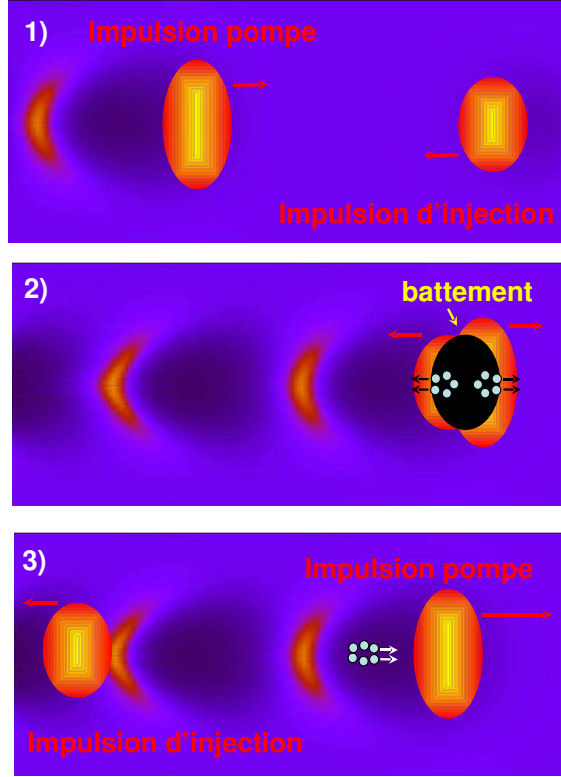 1)
Impulsion pompe
Impulsion d'injection
2)
battement
3)
Impulsion pompe
Impulsion d'injection